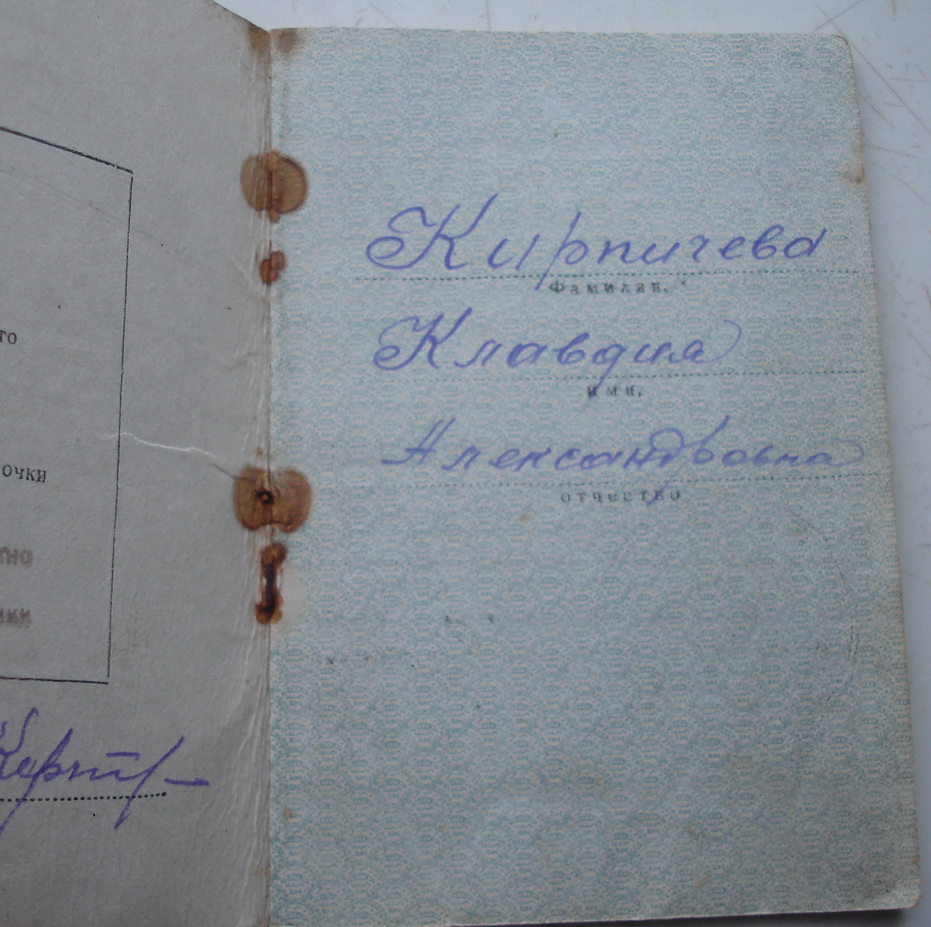 то
очки
Кирпичева
Фамилия.
Клавдия
имя.
Александровна
отчество